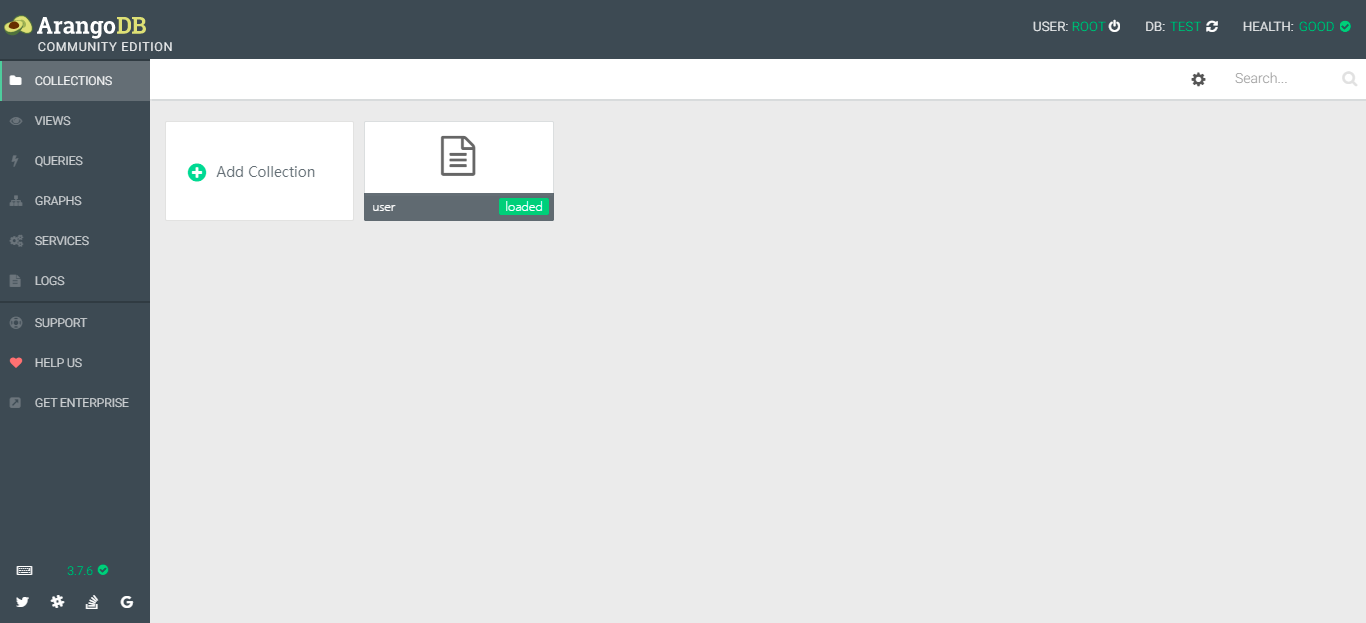 ArangoDB
COMMUNITY EDITION
USER: ROOT
DB: TEST
HEALTH: GOOD
COLLECTIONS
VIEWS
QUERIES
GRAPHS
SERVICES
LOGS
SUPPORT
HELP US
GET ENTERPRISE
3.7.6
Search...
Add Collection
user
loaded